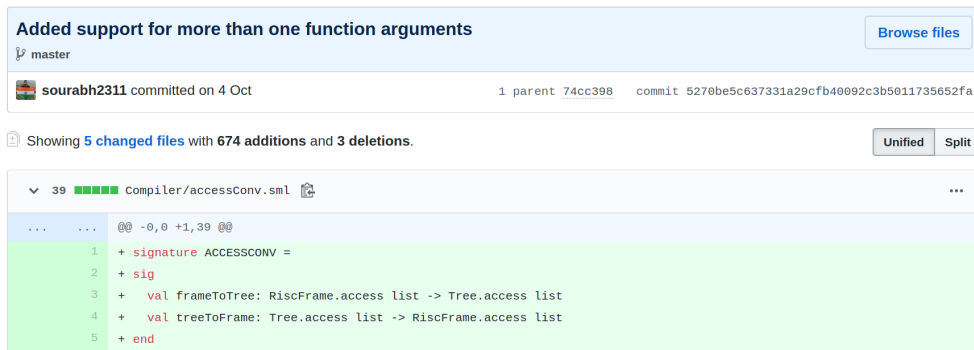 Added support for more than one function arguments
Browse files
master
sourabh2311 committed on 4 Oct
1 parent 74cc398 commit 5270be5c637331a29cfb40092c3b5011735652fa
Showing 5 changed files with 674 additions and 3 deletions.
Unified Split
39 Compiler/accessConv.sml
... ... @@ -0,0 +1,39 @@
1 + signature ACCESSCONV =
2 + sig
3 + val frameToTree: RiscFrame.access list -> Tree.access list
4 + val treeToFrame: Tree.access list -> RiscFrame.access list
5 + end